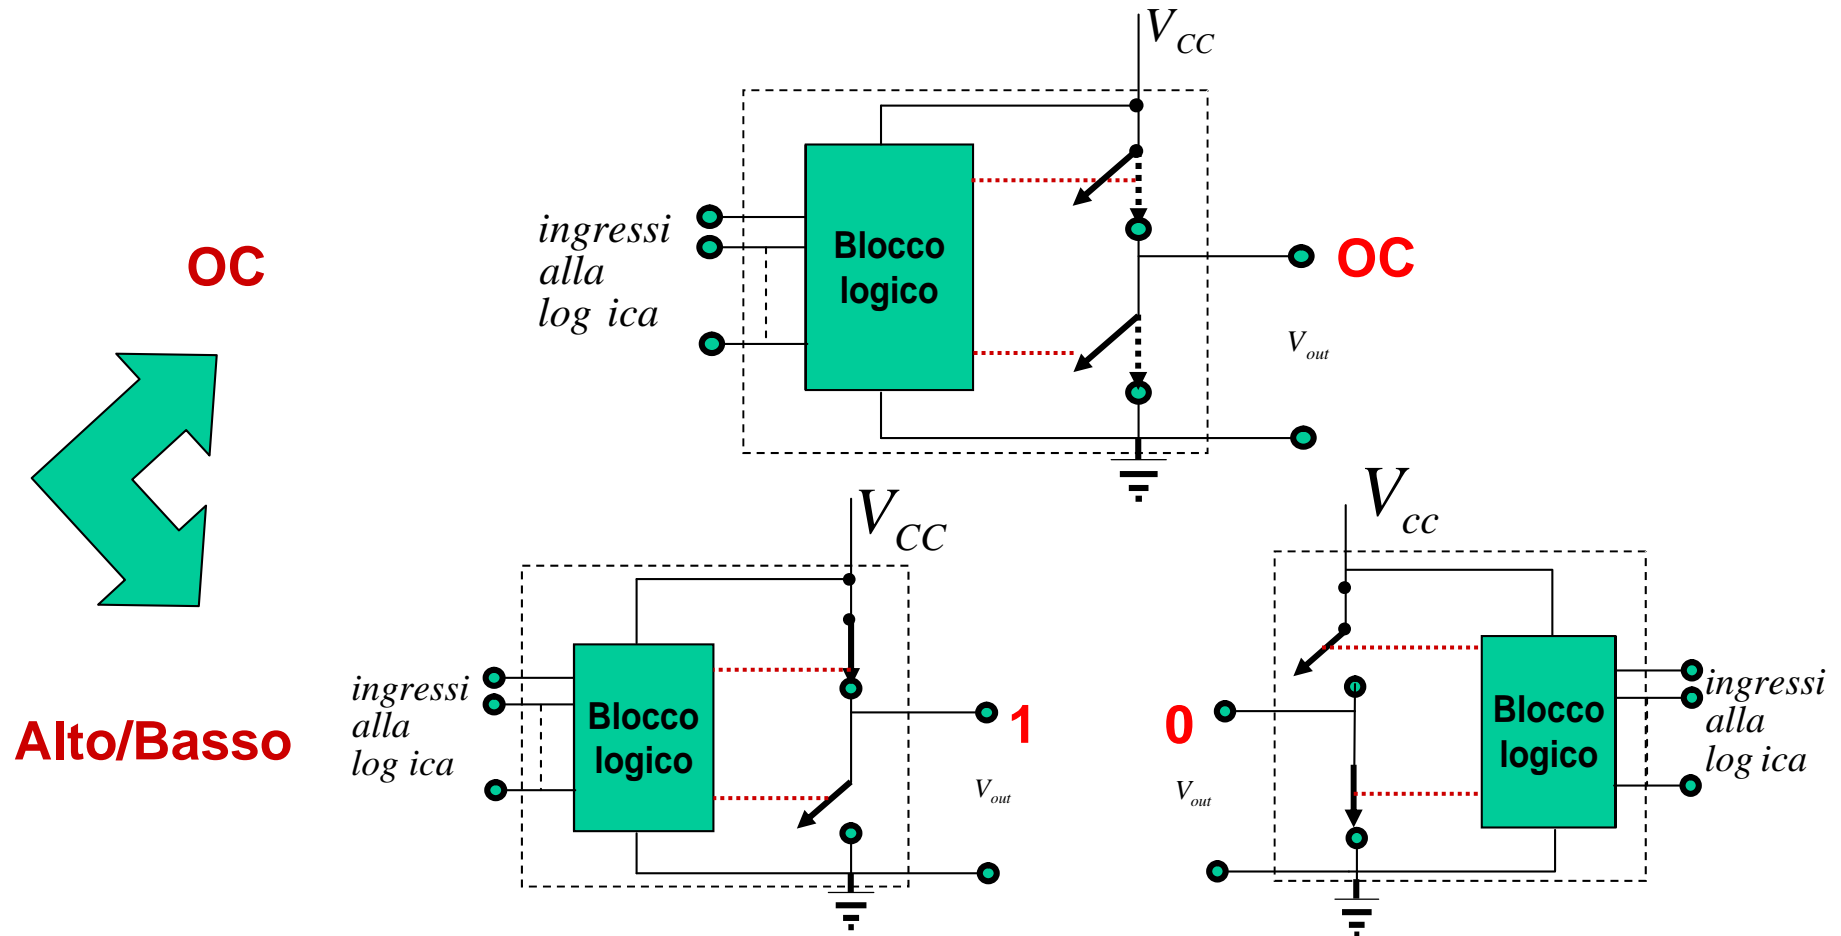 V_CC
OC
ingressi
alla
log ica
Blocco
logico
OC
V_out
V_CC
V_cc
Alto/Basso
ingressi
alla
log ica
Blocco
logico
1
V_out
0
V_out
Blocco
logico
ingressi
alla
log ica